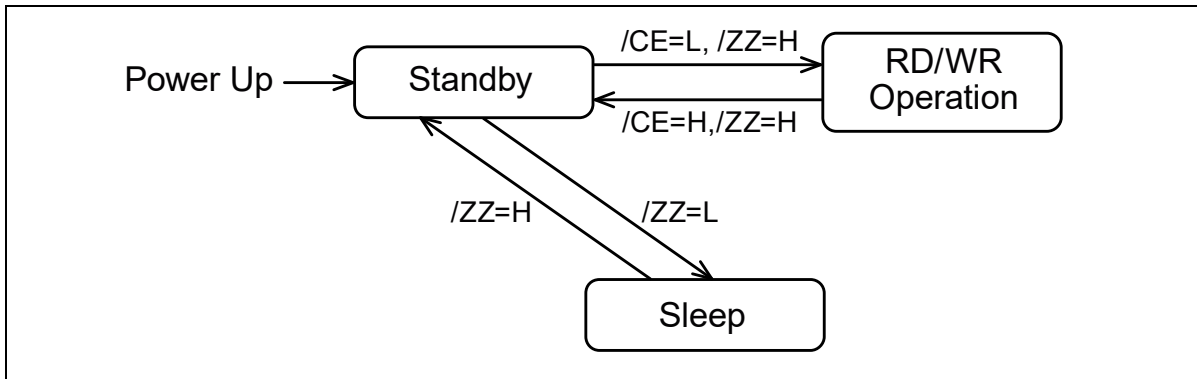 /CE=L, /ZZ=H
Power Up
Standby
RD/WR
Operation
/CE=H,/ZZ=H
/ZZ=H
/ZZ=L
Sleep